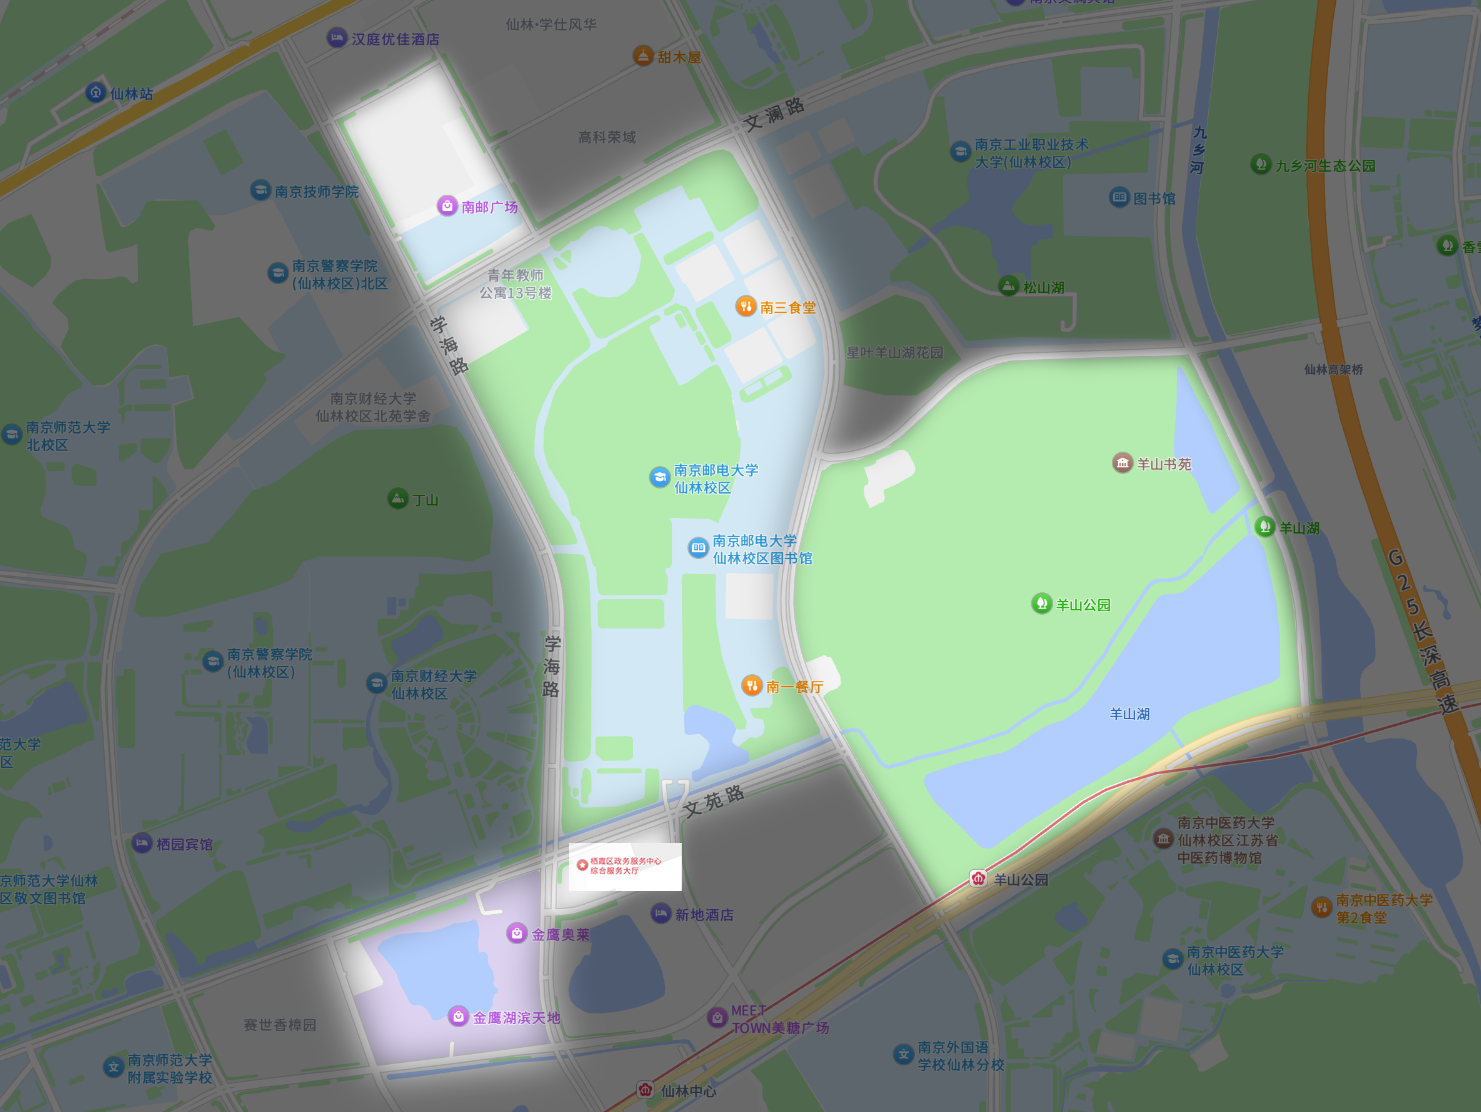 南京美澜宾馆
仙林·学仕风华
汉庭优佳酒店
甜木屋
仙林站
文澜路
高科荣域
九乡河
南京工业职业技术
大学(仙林校区)
九乡河生态公园
南京技师学院
图书馆
南邮广场
南京警察学院
(仙林校区)北区
青年教师
公寓13号楼
松山湖
南三食堂
学海路
星叶羊山湖花园
仙林高架桥
南京财经大学
仙林校区北苑学舍
南京师范大学
北校区
羊山书苑
南京邮电大学
仙林校区
丁山
羊山湖
南京邮电大学
仙林校区图书馆
G25长深高速
羊山公园
南京警察学院
(仙林校区)
学海路
南京财经大学
仙林校区
南一餐厅
羊山湖
范大学
区
文苑路
南京中医药大学
仙林校区江苏省
中医药博物馆
栖园宾馆
栖霞区政务服务中心
综合服务大厅
京师范大学仙林
区敬文图书馆
羊山公园
南京中医药大学
第2食堂
新地酒店
金鹰奥莱
南京中医药大学
仙林校区
赛世香樟园
金鹰湖滨天地
MEET
TOWN美糖广场
南京师范大学
附属实验学校
南京外国语
学校仙林分校
仙林中心